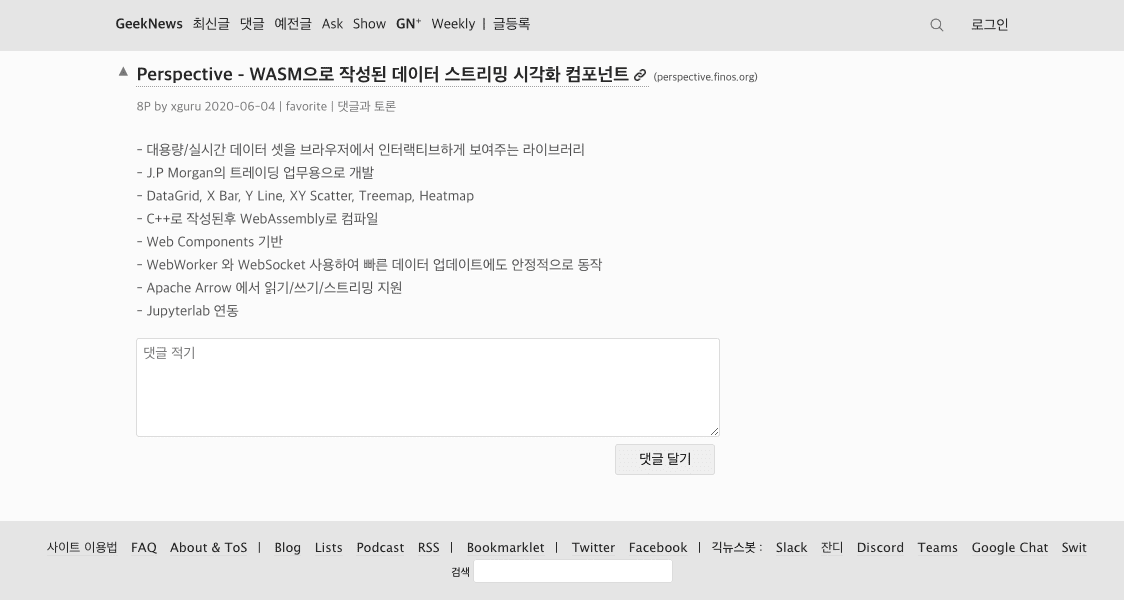 GeekNews 최신글 댓글 예전글 Ask Show GN+ Weekly | 글등록 로그인
▲ Perspective - WASM으로 작성된 데이터 스트리밍 시각화 컴포넌트 (perspective.finos.org)
8P by xguru 2020-06-04 | favorite | 댓글과 토론
- 대용량/실시간 데이터 셋을 브라우저에서 인터랙티브하게 보여주는 라이브러리
- J.P Morgan의 트레이딩 업무용으로 개발
- DataGrid, X Bar, Y Line, XY Scatter, Treemap, Heatmap
- C++로 작성된후 WebAssembly로 컴파일
- Web Components 기반
- WebWorker 와 WebSocket 사용하여 빠른 데이터 업데이트에도 안정적으로 동작
- Apache Arrow 에서 읽기/쓰기/스트리밍 지원
- Jupyterlab 연동
댓글 적기
댓글 달기
사이트 이용법 FAQ About & ToS | Blog Lists Podcast RSS | Bookmarklet | Twitter Facebook | 긱뉴스봇 : Slack 잔디 Discord Teams Google Chat Swit
검색